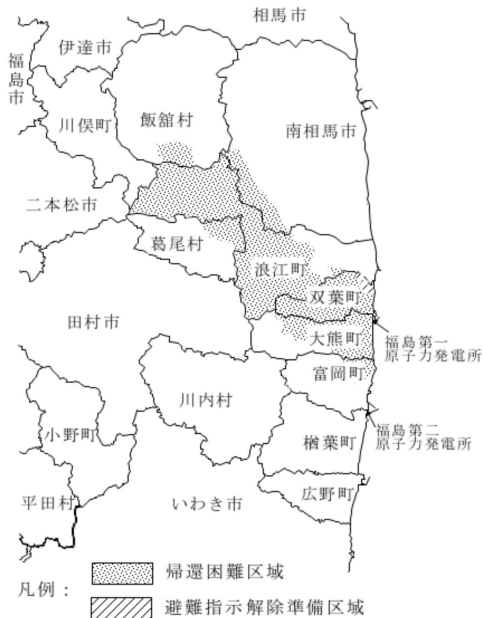 相馬市
伊達市
福島市
川俣町
飯舘村
南相馬市
二本松市
葛尾村
浪江町
双葉町
田村市
大熊町
福島第一
原子力発電所
富岡町
川内村
小野町
福島第二
原子力発電所
楢葉町
平田村
いわき市
広野町
凡例：
帰還困難区域
避難指示解除準備区域